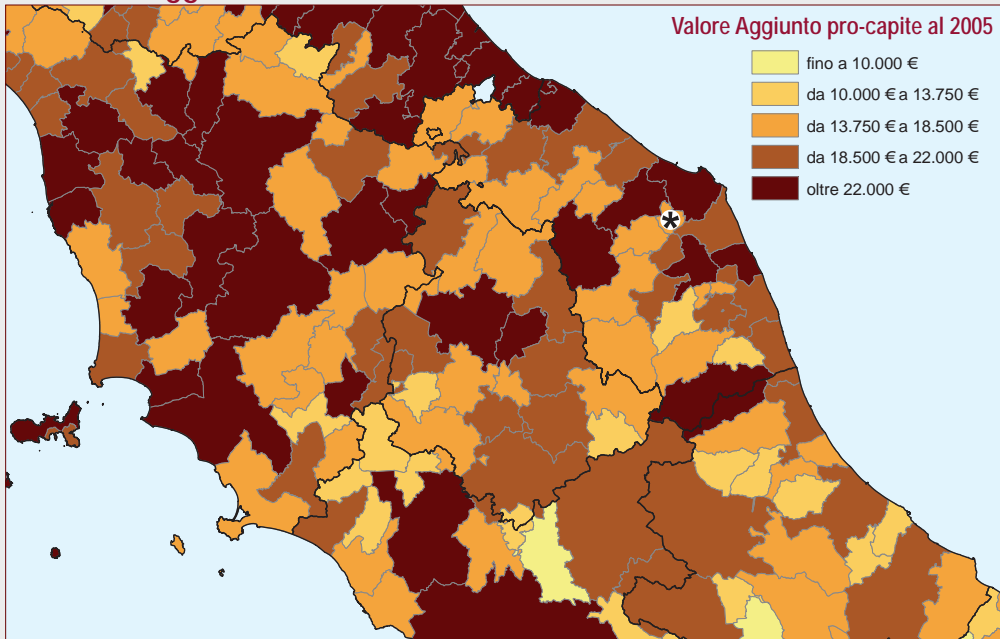 Valore Aggiunto pro-capite al 2005
fino a 10.000 €
da 10.000 € a 13.750 €
da 13.750 € a 18.500 €
da 18.500 € a 22.000 €
oltre 22.000 €
*